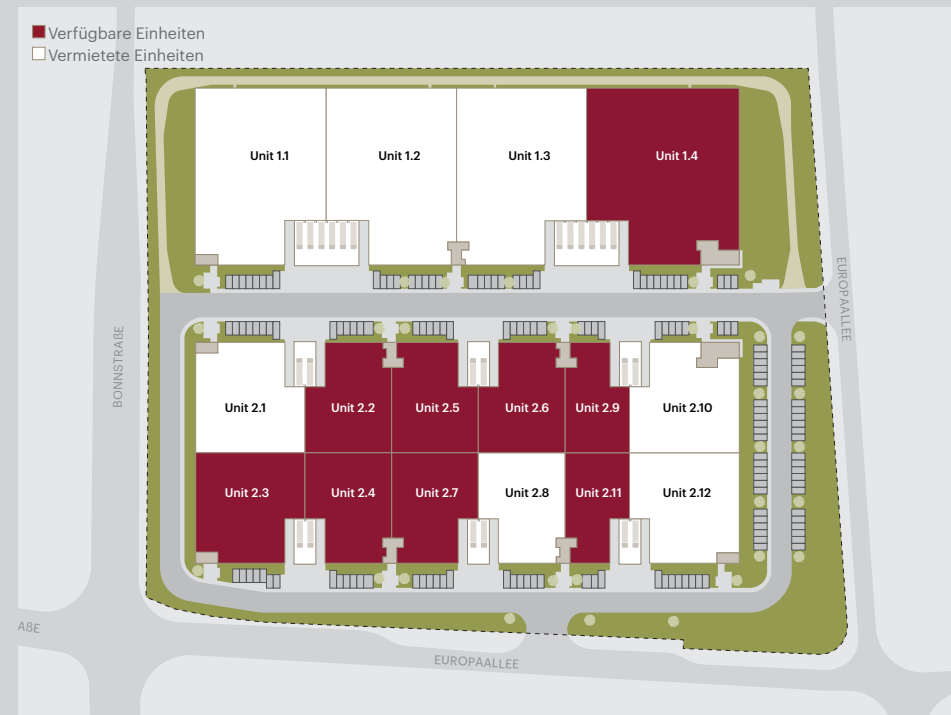 Verfügbare Einheiten
Vermietete Einheiten
Unit 1.1
Unit 1.2
Unit 1.3
Unit 1.4
EUROPAALLEE
BONNSTRAßE
Unit 2.1
Unit 2.2
Unit 2.5
Unit 2.6
Unit 2.9
Unit 2.10
Unit 2.3
Unit 2.4
Unit 2.7
Unit 2.8
Unit 2.11
Unit 2.12
AßE
EUROPAALLEE